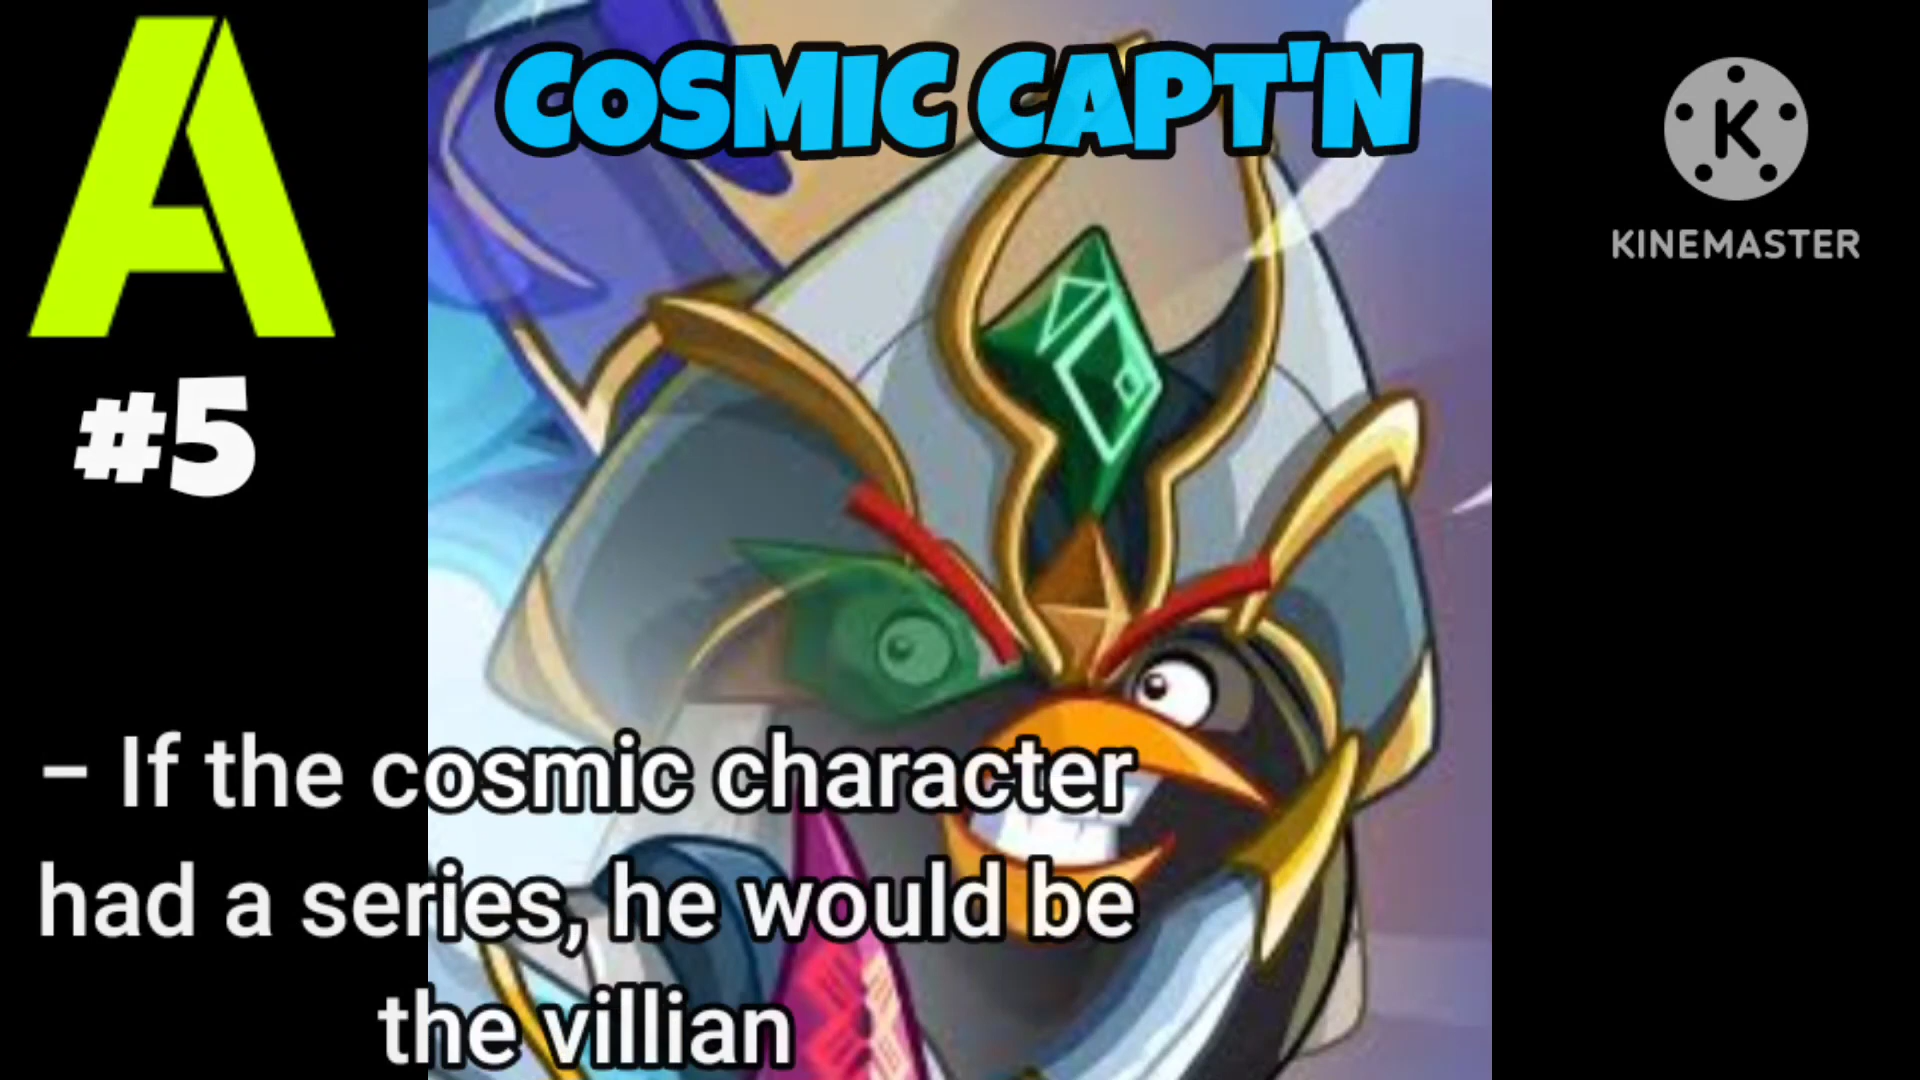 COSMIC CAPT'N
A
#5
K
KINEMASTER
– If the cosmic character
had a series, he would be
the villian